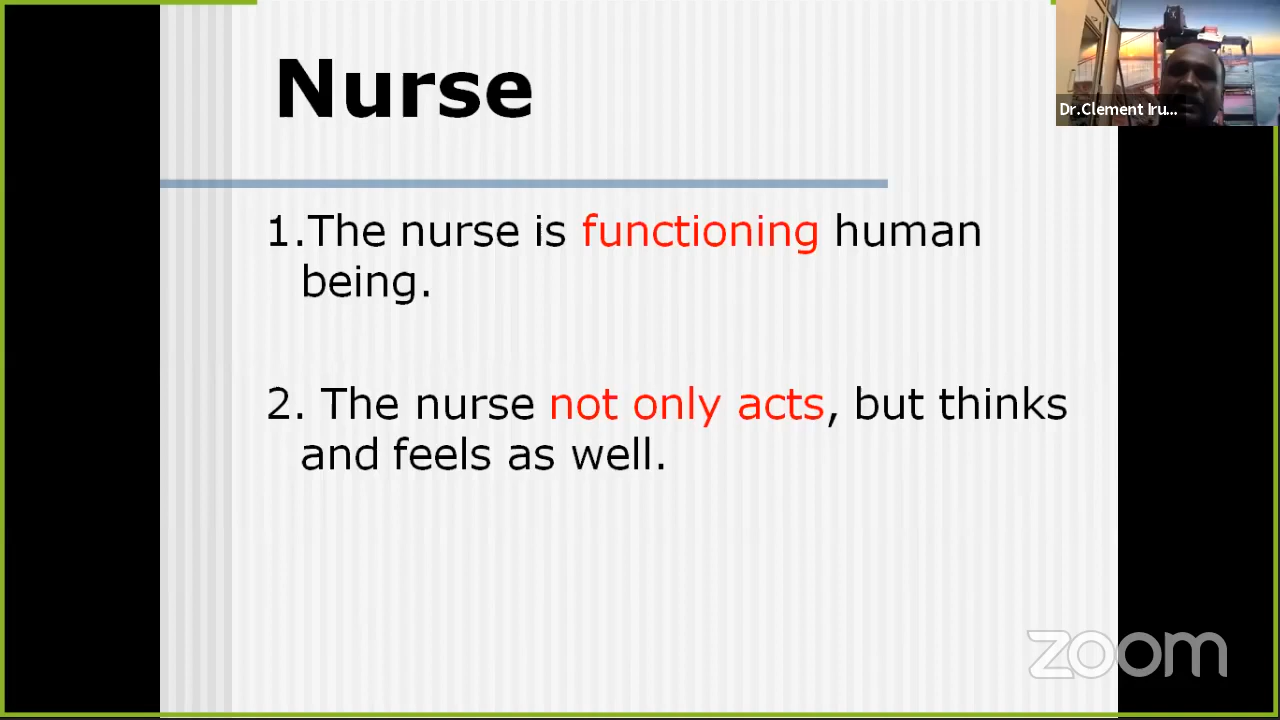 Nurse
Dr.Clement Iru...
1.The nurse is functioning human
being.
2. The nurse not only acts, but thinks
and feels as well.
zoom